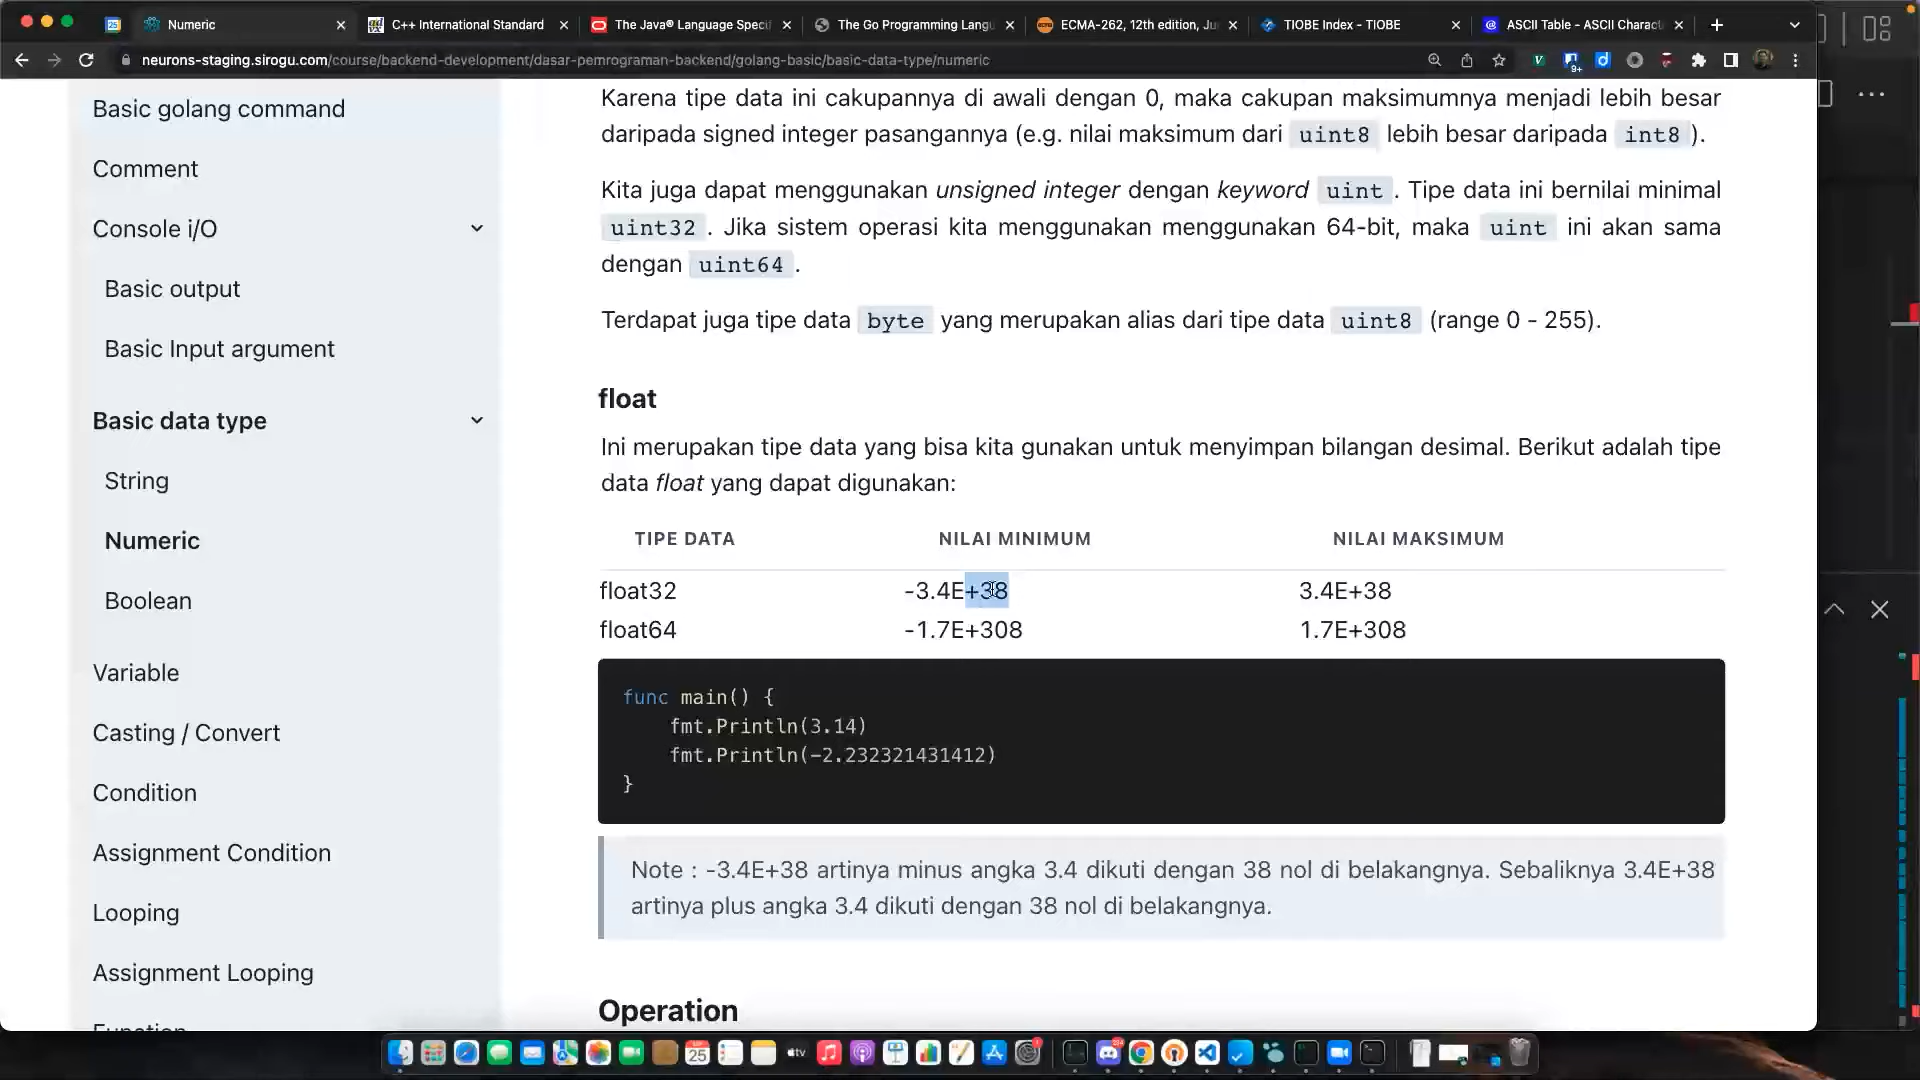 Numeric
C++ International Standard
The Java® Language Specif
The Go Programming Langu
ECMA-262, 12th edition, Ju
TIOBE Index - TIOBE
ASCII Table - ASCII Charact
neurons-staging.sirogu.com/course/backend-development/dasar-pemrograman-backend/golang-basic/basic-data-type/numeric
Basic golang command
Comment
Console i/O
Basic output
Basic Input argument
Basic data type
String
Numeric
Boolean
Variable
Casting / Convert
Condition
Assignment Condition
Looping
Assignment Looping
Function
Karena tipe data ini cakupannya di awali dengan 0, maka cakupan maksimumnya menjadi lebih besar
daripada signed integer pasangannya (e.g. nilai maksimum dari uint8 lebih besar daripada int8 ).
Kita juga dapat menggunakan unsigned integer dengan keyword uint . Tipe data ini bernilai minimal
uint32 . Jika sistem operasi kita menggunakan menggunakan 64-bit, maka uint ini akan sama
dengan uint64 .
Terdapat juga tipe data byte yang merupakan alias dari tipe data uint8 (range 0 - 255).
float
Ini merupakan tipe data yang bisa kita gunakan untuk menyimpan bilangan desimal. Berikut adalah tipe
data float yang dapat digunakan:
TIPE DATA NILAI MINIMUM NILAI MAKSIMUM
float32 -3.4E+38 3.4E+38
float64 -1.7E+308 1.7E+308
func main() {
fmt.Println(3.14)
fmt.Println(-2.232321431412)
}
Note : -3.4E+38 artinya minus angka 3.4 dikuti dengan 38 nol di belakangnya. Sebaliknya 3.4E+38
artinya plus angka 3.4 dikuti dengan 38 nol di belakangnya.
Operation